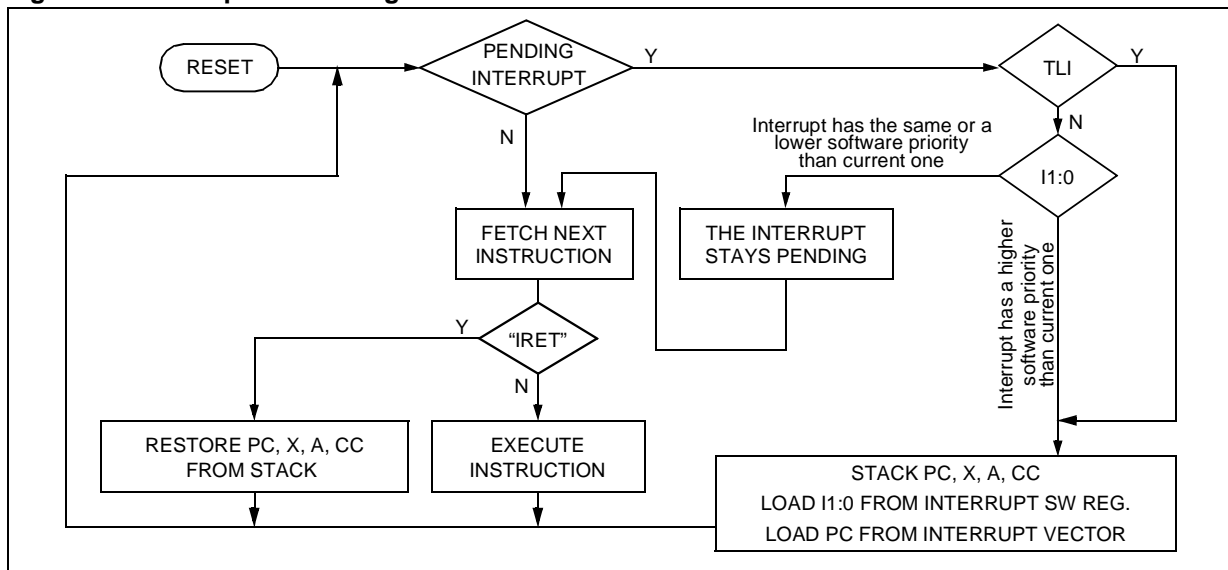 RESET
PENDING
INTERRUPT
Y
TLI
Y
N
N
Interrupt has the same or a
lower software priority
than current one
I1:0
FETCH NEXT
INSTRUCTION
THE INTERRUPT
STAYS PENDING
Interrupt has a higher
software priority
than current one
Y
“IRET”
N
RESTORE PC, X, A, CC
FROM STACK
EXECUTE
INSTRUCTION
STACK PC, X, A, CC
LOAD I1:0 FROM INTERRUPT SW REG.
LOAD PC FROM INTERRUPT VECTOR